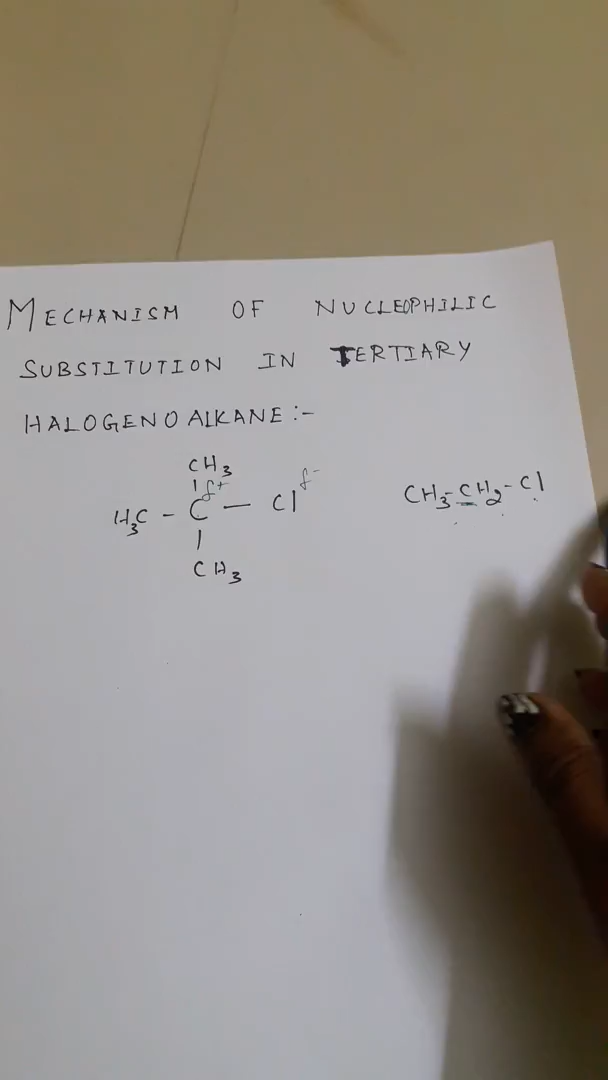 MECHANISM OF NUCLEOPHILIC
SUBSTITUTION IN TERTIARY
HALOGENOALKANE :-
CH3
H3C - C δ+ - Cl δ-
CH3
CH3-CH2-Cl